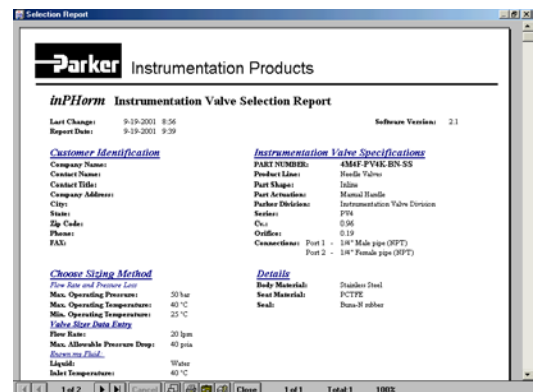 Selection Report
Parker Instrumentation Products
inPHorm Instrumentation Valve Selection Report
Last Change: 9-19-2001 8:56 Software Version: 2.1
Report Date: 9-19-2001 9:39
Customer Identification
Company Name:
Contact Name:
Contact Title:
Company Address:
City:
State:
Zip Code:
Phone:
FAX:
Instrumentation Valve Specifications
PART NUMBER: 4M4F-PV4K-BN-SS
Product Line: Needle Valves
Part Shape: Inline
Part Actuation: Manual Handle
Parker Division: Instrumentation Valve Division
Series: PV4
Cv.: 0.96
Orifice: 0.19
Connections: Port 1 - 1/4" Male pipe (NPT)
Port 2 - 1/4" Female pipe (NPT)
Choose Sizing Method
Flow Rate and Pressure Loss
Max. Operating Pressure: 50 bar
Max. Operating Temperature: 40 °C
Min. Operating Temperature: 25 °C
Valve Sizer Data Entry
Flow Rate: 20 lpm
Max. Allowable Pressure Drop: 40 psia
Known my Fluid..
Liquid: Water
Inlet Temperature: 40 °C
Details
Body Material: Stainless Steel
Seat Material: PCTFE
Seal: Buna-N rubber
1 of 2 Cancel Close 1 of 1 Total:1 100%